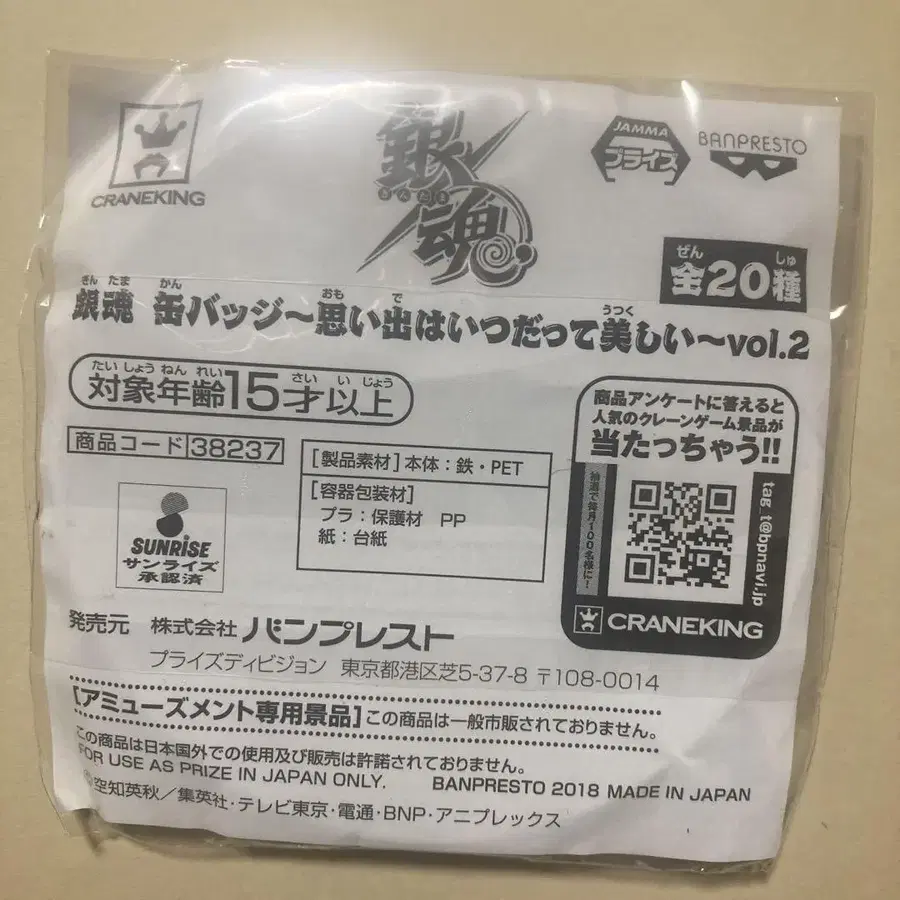 CRANEKING
銀魂
ぎんたま
JAMMA
プライズ
BANPRESTO
ぜん しゅ
全20種
ぎん たま かん おも で うつく
銀魂 缶バッジ～思い出はいつだって美しい～vol.2
たい しょう ねん れい さい い じょう
対象年齢15才以上
商品コード 38237
[製品素材]本体：鉄・PET
[容器包装材]
プラ：保護材 PP
紙：台紙
SUNRISE
サンライズ
承認済
商品アンケートに答えると
人気のクレーンゲーム景品が
当たっちゃう!!
抽選で毎月100名様に!
tag_t@bpnavi.jp
CRANEKING
発売元 株式会社 バンプレスト
プライズディビジョン 東京都港区芝5-37-8 〒108-0014
[アミューズメント専用景品]この商品は一般市販されておりません。
この商品は日本国外での使用及び販売は許諾されておりません。
FOR USE AS PRIZE IN JAPAN ONLY. BANPRESTO 2018 MADE IN JAPAN
©空知英秋／集英社・テレビ東京・電通・BNP・アニプレックス